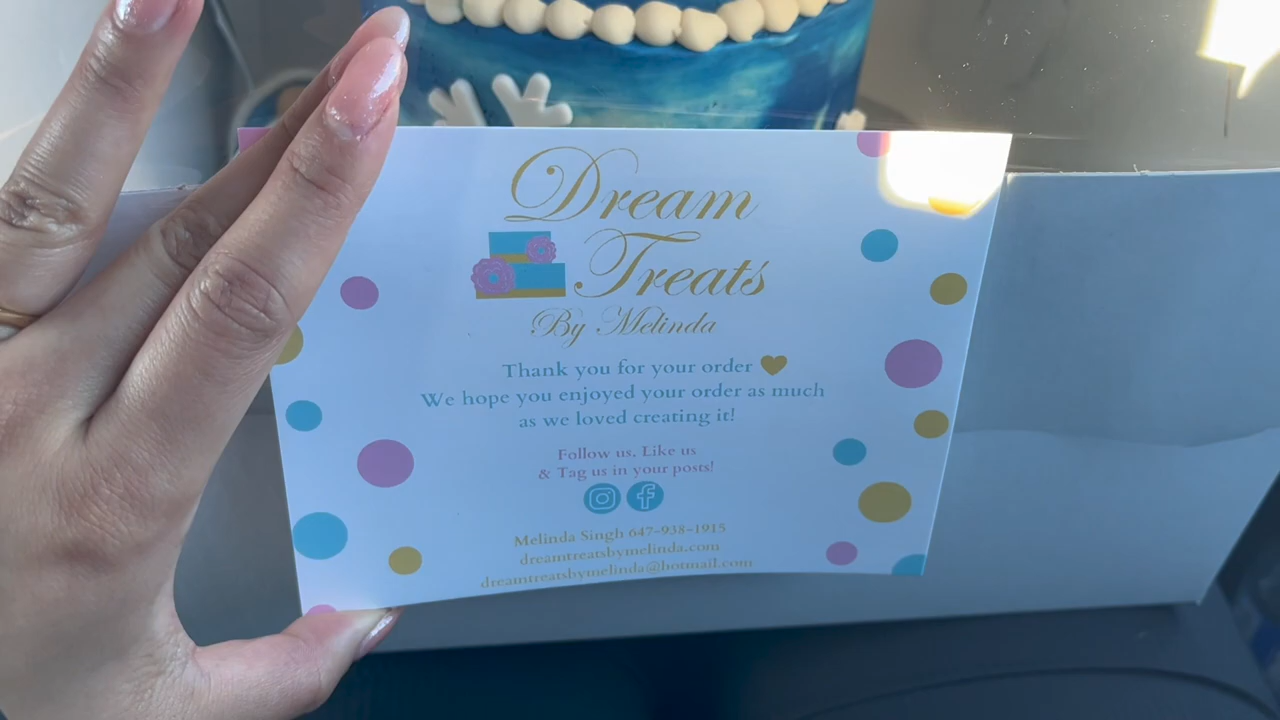 Dream
Treats
By Melinda
Thank you for your order
We hope you enjoyed your order as much
as we loved creating it!
Follow us, Like us
& Tag us in your posts!
Melinda Singh 647-938-1915
dreamtreatsbymelinda.com
dreamtreatsbymelinda@hotmail.com